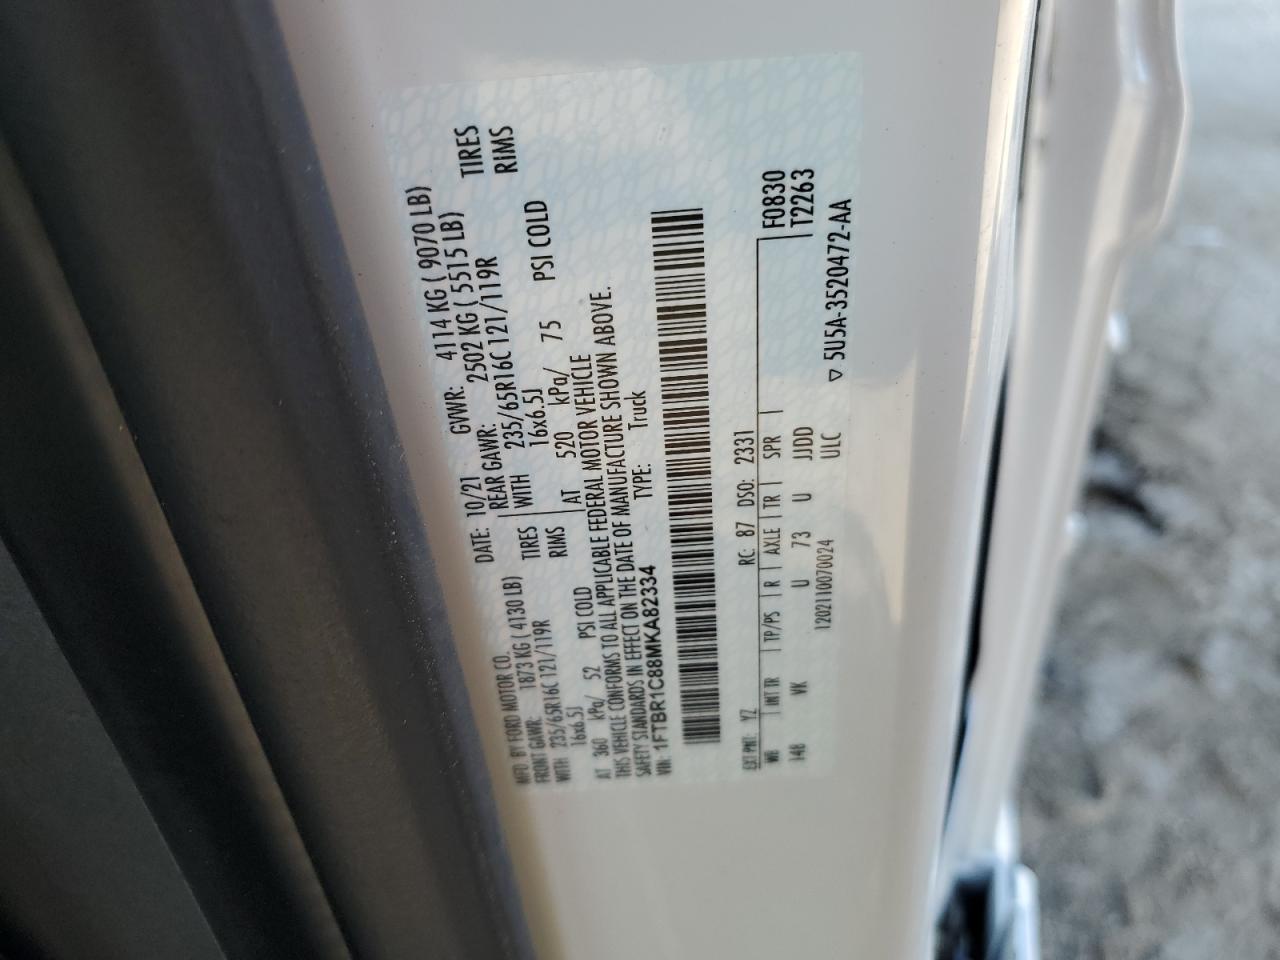 MFD. BY FORD MOTOR CO.
DATE: 10/21 GVWR: 4114 KG ( 9070 LB)
FRONT GAWR: 1873 KG ( 4130 LB)
REAR GAWR: 2502 KG ( 5515 LB)
WITH 235/65R16C 121/119R TIRES
WITH 235/65R16C 121/119R TIRES
16x6.5J RIMS
16x6.5J RIMS
AT 360 kPa/ 52 PSI COLD
AT 520 kPa/ 75 PSI COLD
THIS VEHICLE CONFORMS TO ALL APPLICABLE FEDERAL MOTOR VEHICLE
SAFETY STANDARDS IN EFFECT ON THE DATE OF MANUFACTURE SHOWN ABOVE.
VIN: 1FTBR1C88MKA82334 TYPE: Truck
EXT PNT: YZ RC: 87 DSO: 2331
WB INT TR TP/PS R AXLE TR SPR F0830
148 VK U 73 U JJDD T2263
1202110070024 ULC
▽ 5U5A-3520472-AA